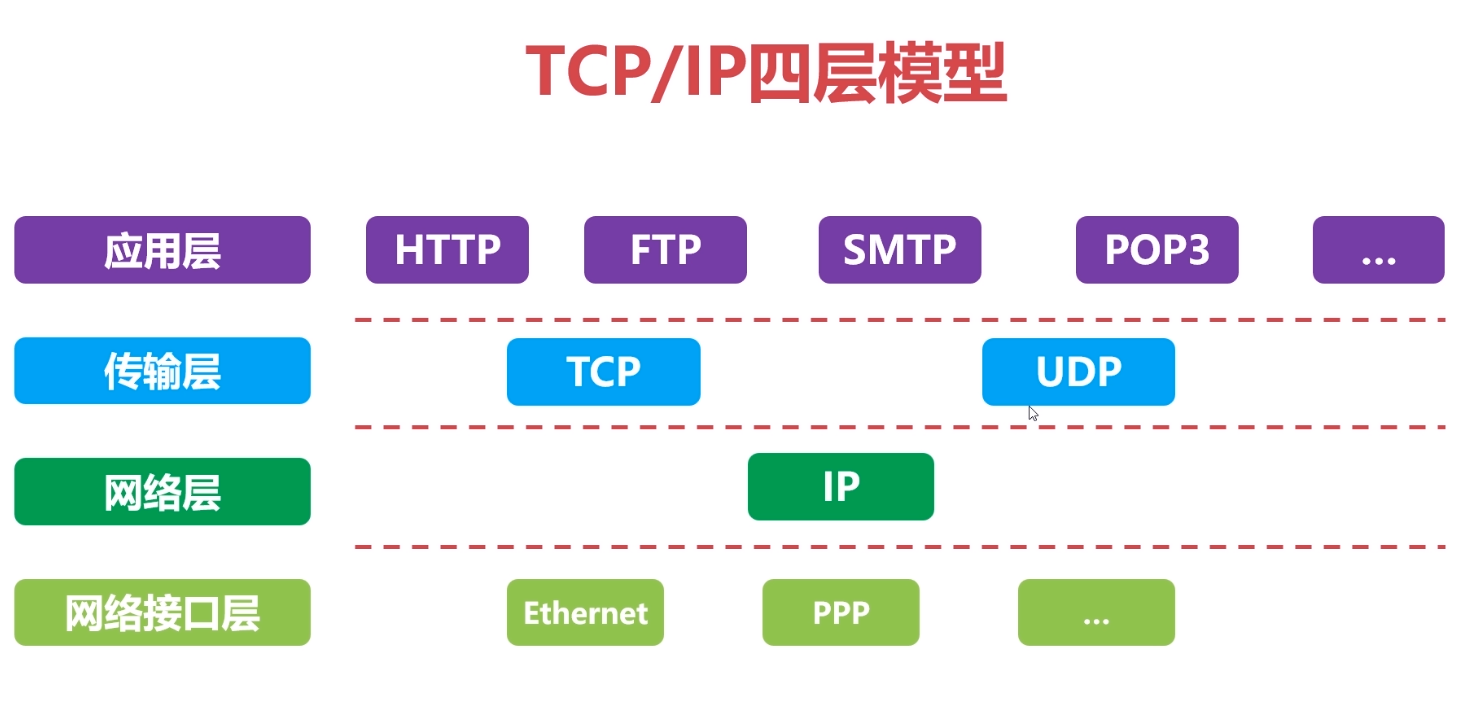 TCP/IP四层模型
应用层 HTTP FTP SMTP POP3 ...
传输层 TCP UDP
网络层 IP
网络接口层 Ethernet PPP ...